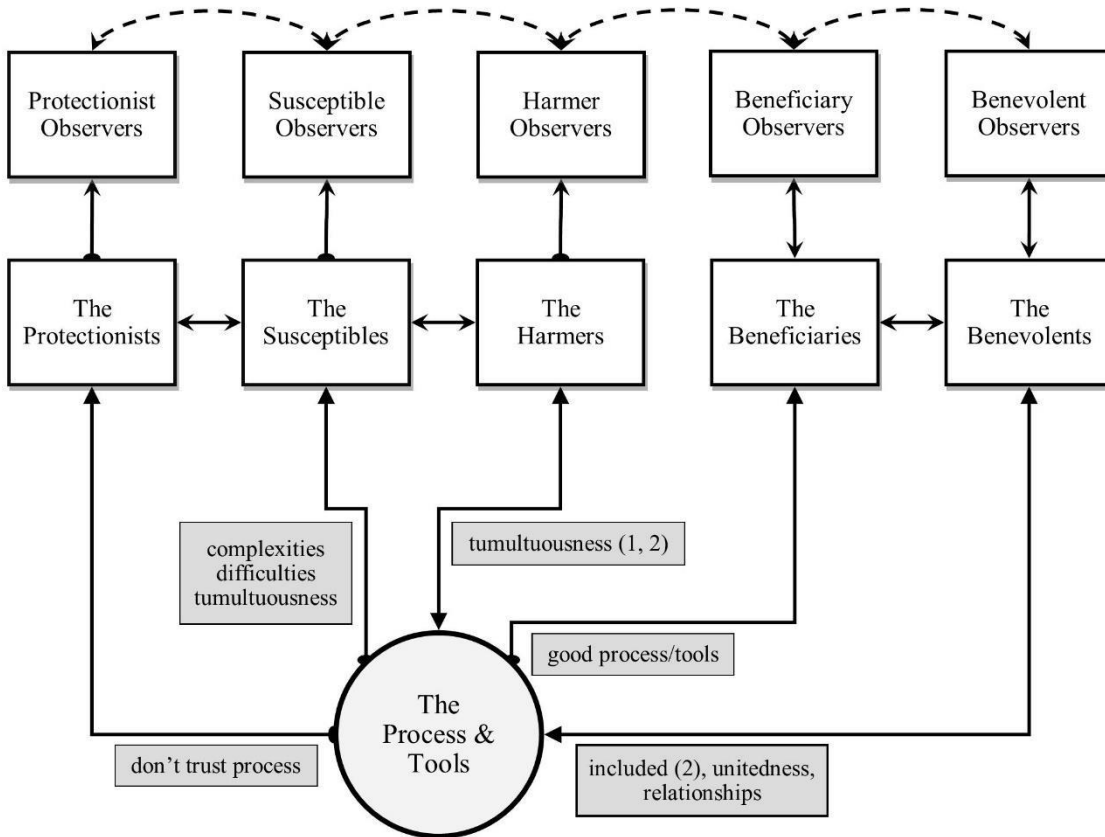 Protectionist
Observers
Susceptible
Observers
Harmer
Observers
Beneficiary
Observers
Benevolent
Observers
The
Protectionists
The
Susceptibles
The
Harmers
The
Beneficiaries
The
Benevolents
complexities
difficulties
tumultuousness
tumultuousness (1, 2)
good process/tools
The
Process &
Tools
don’t trust process
included (2), unitedness,
relationships